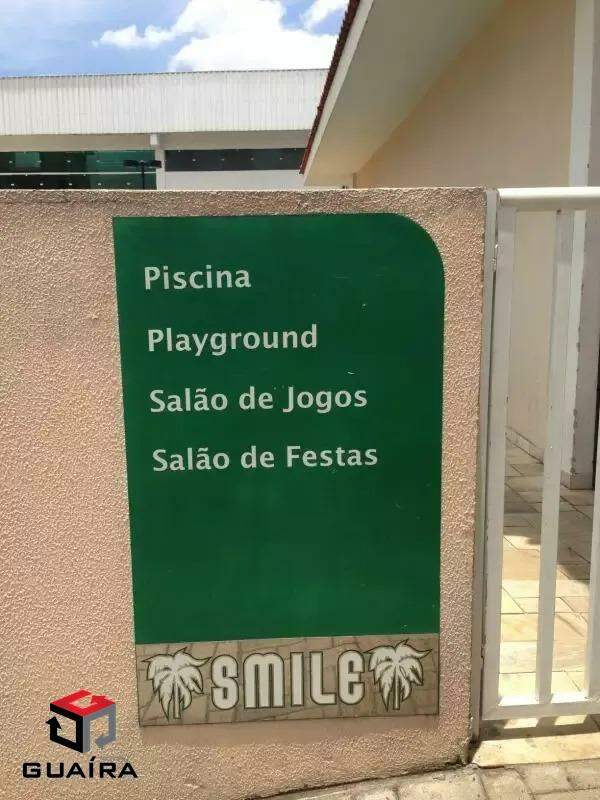 Piscina
Playground
Salão de Jogos
Salão de Festas
SMILE
GUAÍRA